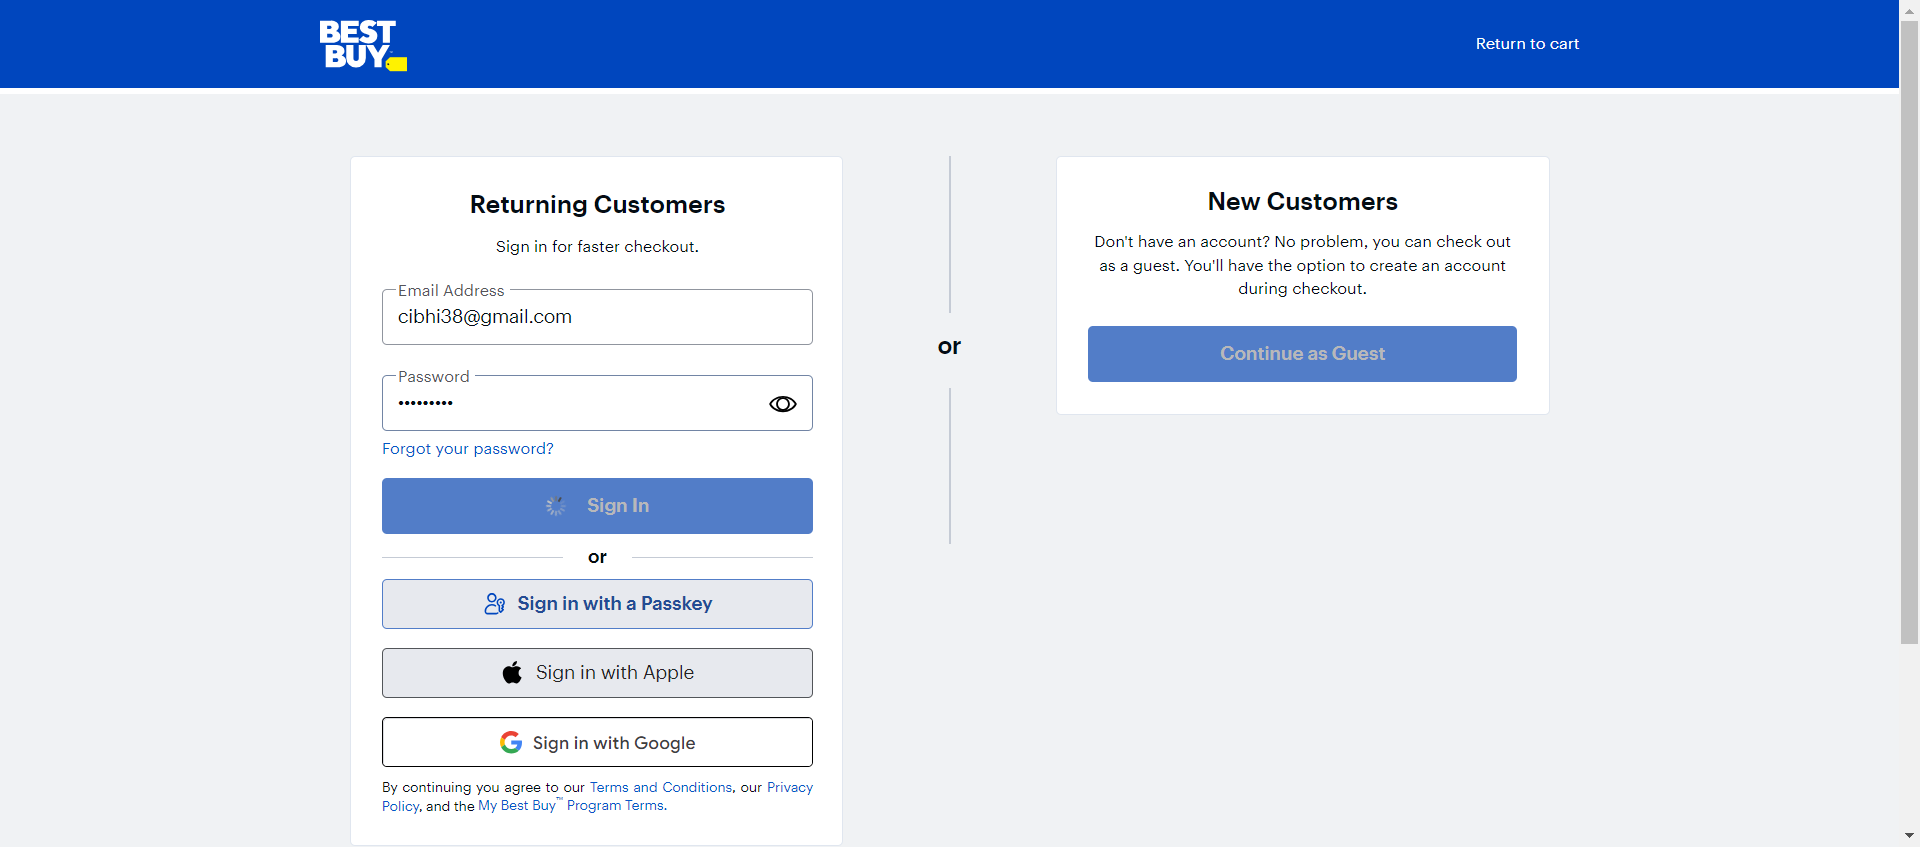 BEST
BUY
Return to cart
Returning Customers
Sign in for faster checkout.
Email Address
cibhi38@gmail.com
Password
•••••••••
Forgot your password?
Sign In
or
Sign in with a Passkey
Sign in with Apple
Sign in with Google
By continuing you agree to our Terms and Conditions, our Privacy
Policy, and the My Best Buy™ Program Terms.
or
New Customers
Don't have an account? No problem, you can check out
as a guest. You'll have the option to create an account
during checkout.
Continue as Guest